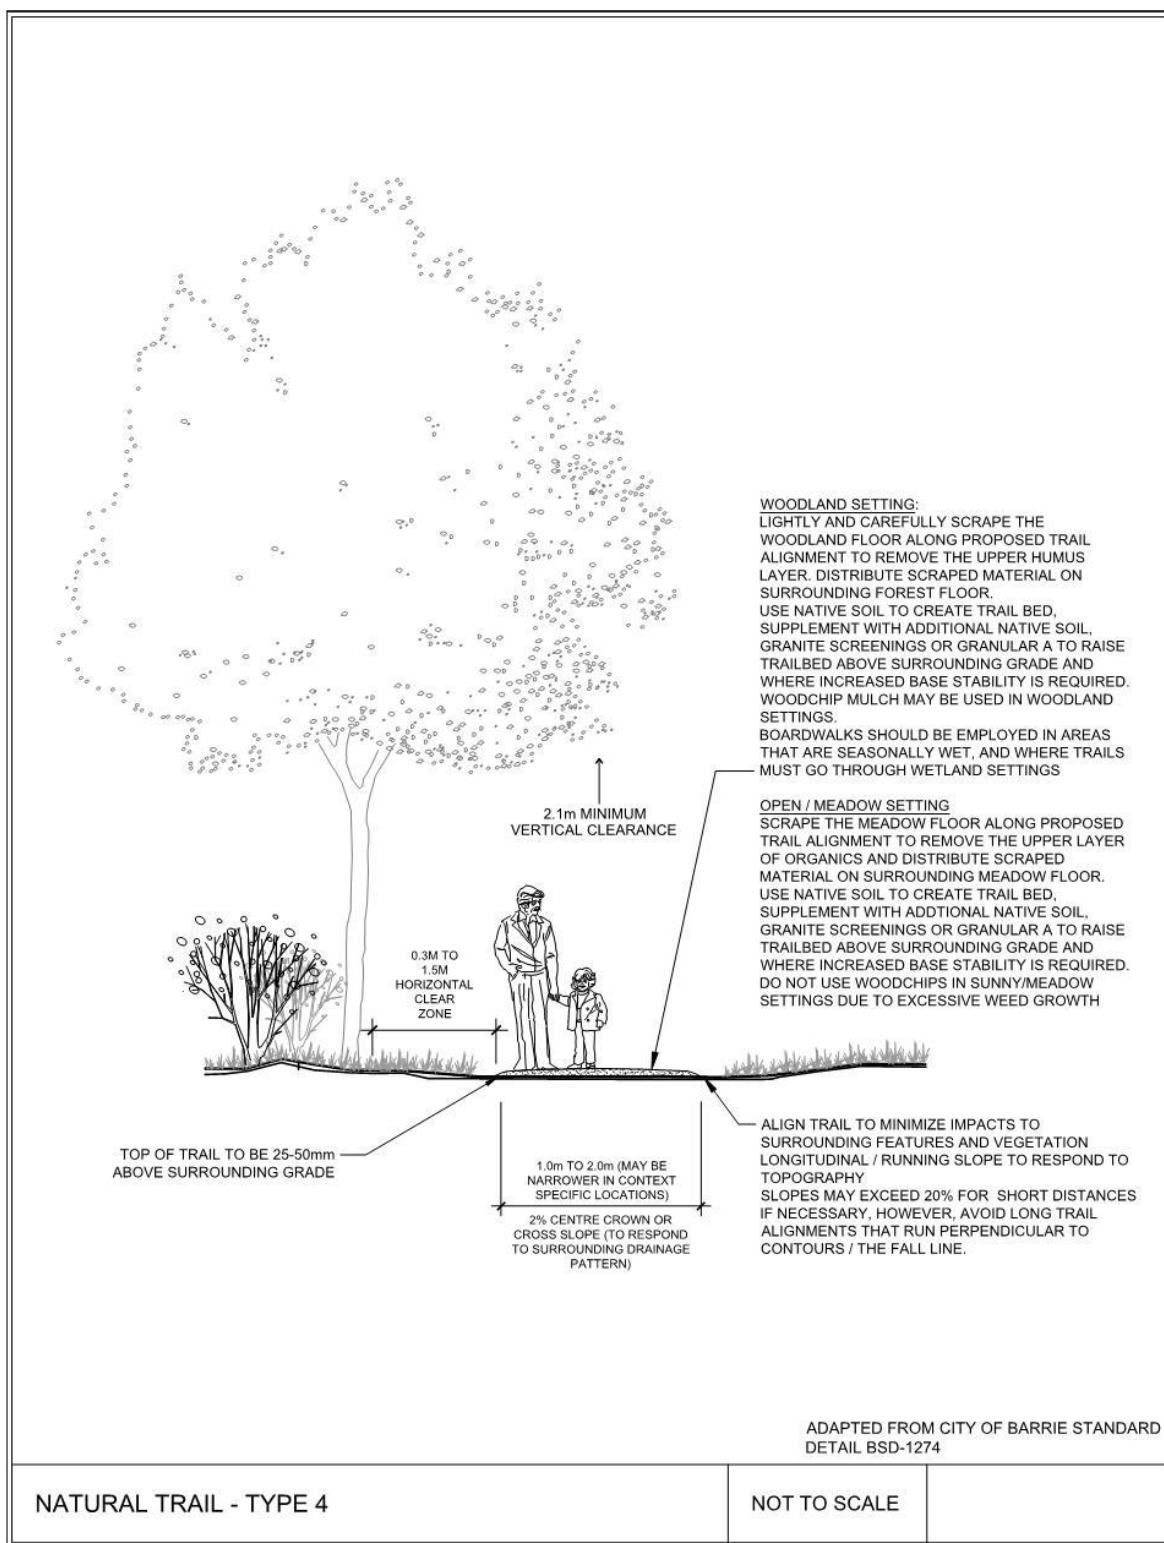 WOODLAND SETTING:
LIGHTLY AND CAREFULLY SCRAPE THE
WOODLAND FLOOR ALONG PROPOSED TRAIL
ALIGNMENT TO REMOVE THE UPPER HUMUS
LAYER. DISTRIBUTE SCRAPED MATERIAL ON
SURROUNDING FOREST FLOOR.
USE NATIVE SOIL TO CREATE TRAIL BED,
SUPPLEMENT WITH ADDITIONAL NATIVE SOIL,
GRANITE SCREENINGS OR GRANULAR A TO RAISE
TRAILBED ABOVE SURROUNDING GRADE AND
WHERE INCREASED BASE STABILITY IS REQUIRED.
WOODCHIP MULCH MAY BE USED IN WOODLAND
SETTINGS.
BOARDWALKS SHOULD BE EMPLOYED IN AREAS
THAT ARE SEASONALLY WET, AND WHERE TRAILS
MUST GO THROUGH WETLAND SETTINGS
OPEN / MEADOW SETTING
SCRAPE THE MEADOW FLOOR ALONG PROPOSED
TRAIL ALIGNMENT TO REMOVE THE UPPER LAYER
OF ORGANICS AND DISTRIBUTE SCRAPED
MATERIAL ON SURROUNDING MEADOW FLOOR.
USE NATIVE SOIL TO CREATE TRAIL BED,
SUPPLEMENT WITH ADDTIONAL NATIVE SOIL,
GRANITE SCREENINGS OR GRANULAR A TO RAISE
TRAILBED ABOVE SURROUNDING GRADE AND
WHERE INCREASED BASE STABILITY IS REQUIRED.
DO NOT USE WOODCHIPS IN SUNNY/MEADOW
SETTINGS DUE TO EXCESSIVE WEED GROWTH
2.1m MINIMUM
VERTICAL CLEARANCE
0.3M TO
1.5M
HORIZONTAL
CLEAR
ZONE
TOP OF TRAIL TO BE 25-50mm
ABOVE SURROUNDING GRADE
1.0m TO 2.0m (MAY BE
NARROWER IN CONTEXT
SPECIFIC LOCATIONS)
2% CENTRE CROWN OR
CROSS SLOPE (TO RESPOND
TO SURROUNDING DRAINAGE
PATTERN)
ALIGN TRAIL TO MINIMIZE IMPACTS TO
SURROUNDING FEATURES AND VEGETATION
LONGITUDINAL / RUNNING SLOPE TO RESPOND TO
TOPOGRAPHY
SLOPES MAY EXCEED 20% FOR SHORT DISTANCES
IF NECESSARY, HOWEVER, AVOID LONG TRAIL
ALIGNMENTS THAT RUN PERPENDICULAR TO
CONTOURS / THE FALL LINE.
ADAPTED FROM CITY OF BARRIE STANDARD
DETAIL BSD-1274
NATURAL TRAIL - TYPE 4
NOT TO SCALE